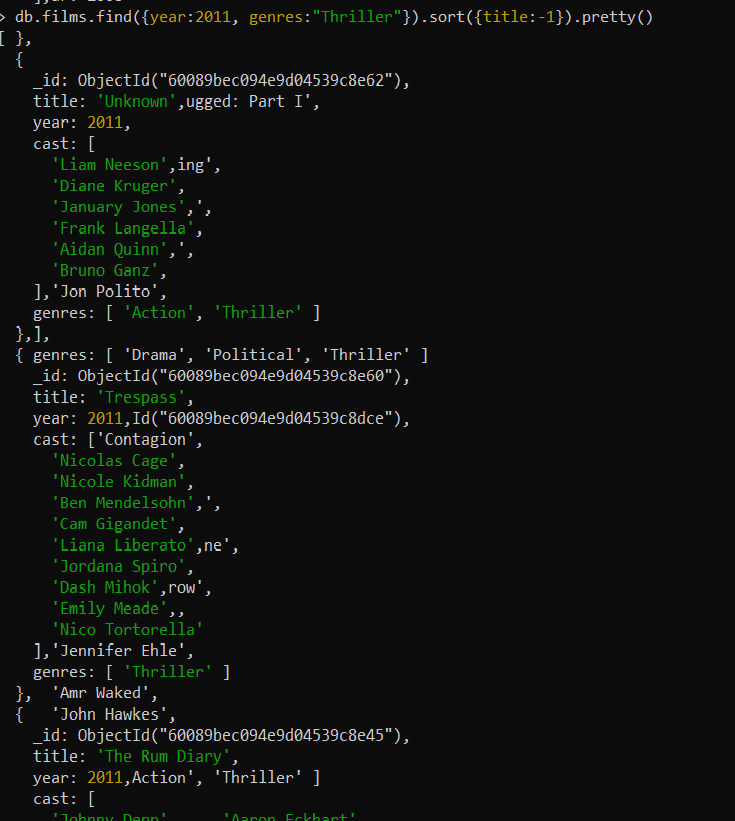 > db.films.find({year:2011, genres:"Thriller"}).sort({title:-1}).pretty()
[ },
{
_id: ObjectId("60089bec094e9d04539c8e62"),
title: 'Unknown',ugged: Part I',
year: 2011,
cast: [
'Liam Neeson',ing',
'Diane Kruger',
'January Jones',',
'Frank Langella',
'Aidan Quinn',',
'Bruno Ganz',
],'Jon Polito',
genres: [ 'Action', 'Thriller' ]
},],
{ genres: [ 'Drama', 'Political', 'Thriller' ]
_id: ObjectId("60089bec094e9d04539c8e60"),
title: 'Trespass',
year: 2011,Id("60089bec094e9d04539c8dce"),
cast: ['Contagion',
'Nicolas Cage',
'Nicole Kidman',
'Ben Mendelsohn',',
'Cam Gigandet',
'Liana Liberato',ne',
'Jordana Spiro',
'Dash Mihok',row',
'Emily Meade',,
'Nico Tortorella'
],'Jennifer Ehle',
genres: [ 'Thriller' ]
}, 'Amr Waked',
{ 'John Hawkes',
_id: ObjectId("60089bec094e9d04539c8e45"),
title: 'The Rum Diary',
year: 2011,Action', 'Thriller' ]
cast: [
'Johnny Depp', 'Aaron Eckhart',